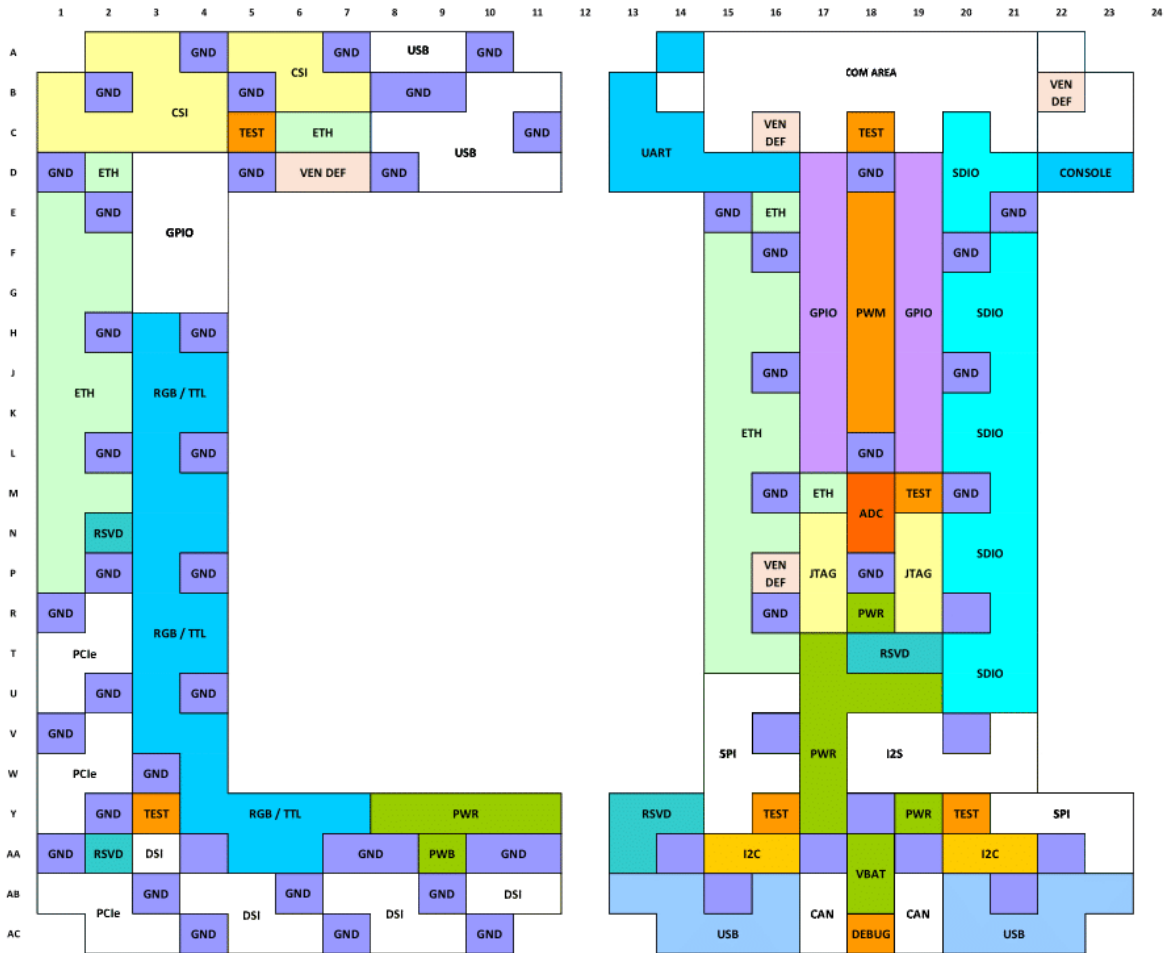 1 2 3 4 5 6 7 8 9 10 11 12 13 14 15 16 17 18 19 20 21 22 23 24
A GND GND USB GND
CSI COM AREA
B GND GND GND VEN DEF
CSI
C TEST ETH GND VEN DEF TEST
USB UART
D GND ETH GND VEN DEF GND GND SDIO CONSOLE
E GND GND ETH GND
GPIO
F GND GND
G
H GND GND GPIO PWM GPIO SDIO
J GND GND
ETH RGB / TTL
K
ETH SDIO
L GND GND GND
M GND ETH TEST GND
ADC
N RSVD SDIO
P GND GND VEN DEF JTAG GND JTAG
R GND GND PWR
RGB / TTL
T PCIe RSVD
SDIO
U GND GND
V GND
SPI PWR I2S
W PCIe GND
Y GND TEST RGB / TTL PWR RSVD TEST PWR TEST SPI
AA GND RSVD DSI GND PWB GND I2C I2C
VBAT
AB GND GND GND DSI
PCIe DSI DSI CAN CAN
AC GND GND GND USB DEBUG USB